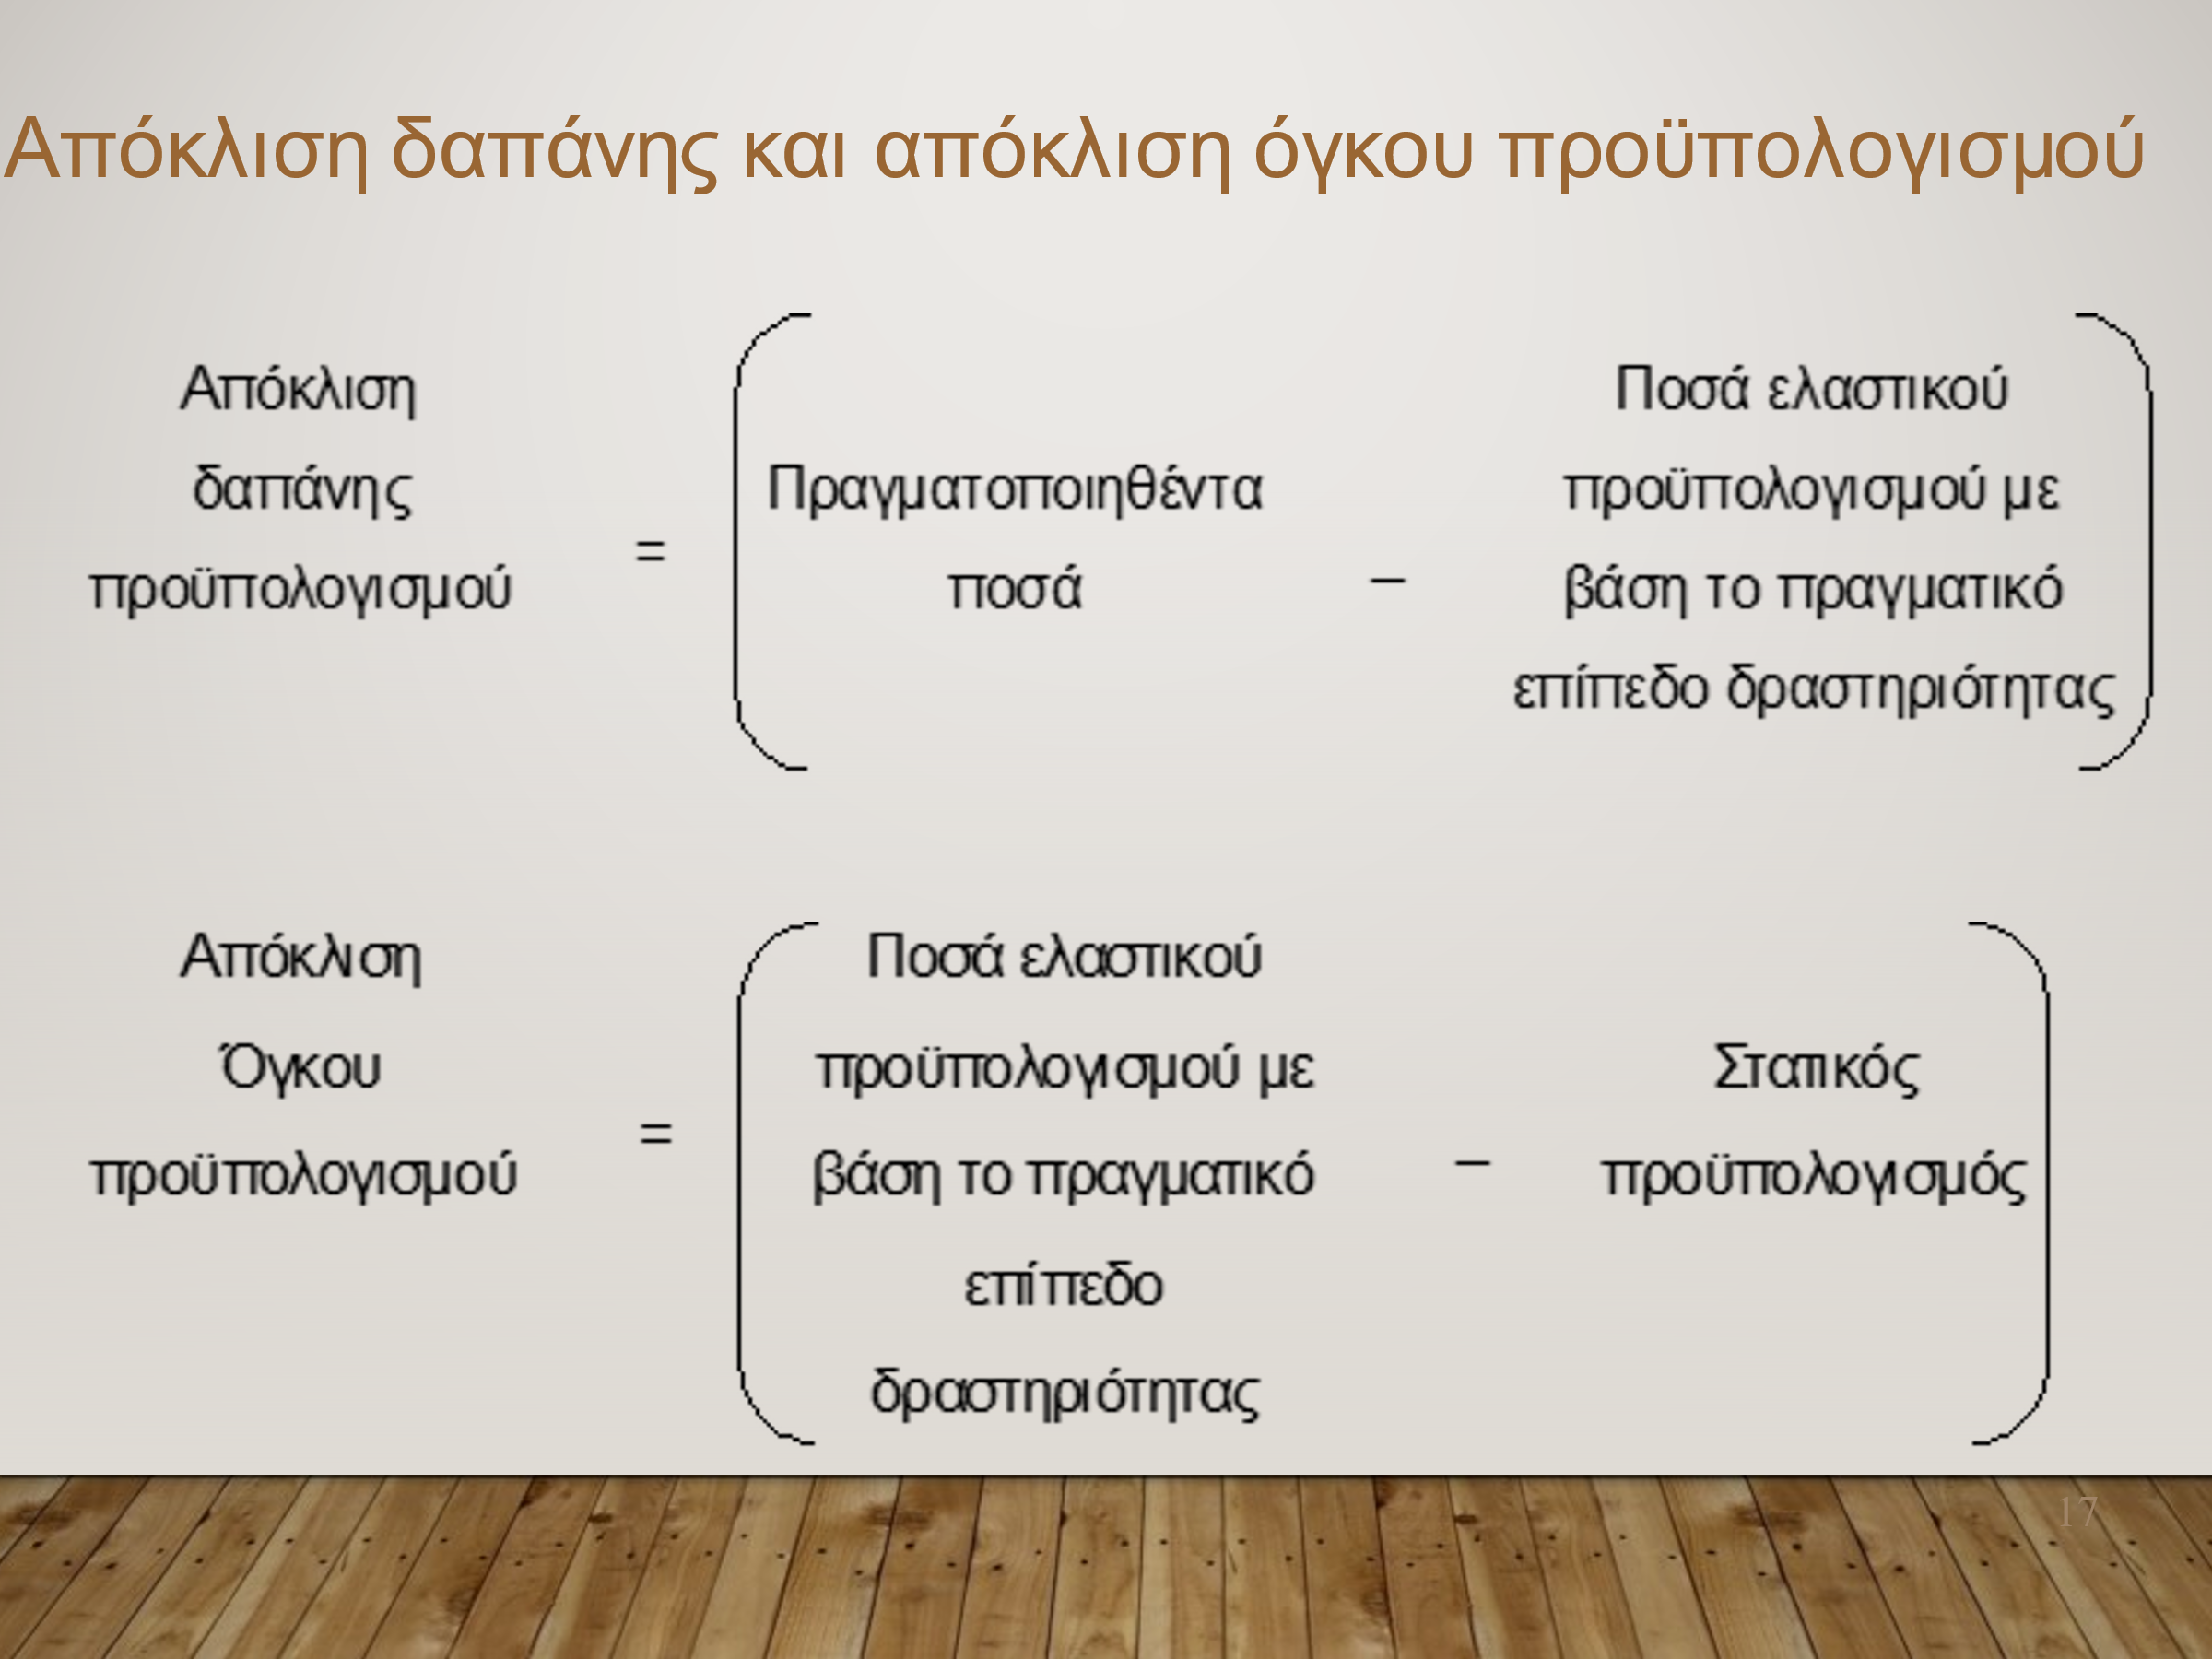 Απόκλιση δαπάνης και απόκλιση όγκου προϋπολογισμού
Απόκλιση
δαπάνης
προϋπολογισμού
=
Πραγματοποιηθέντα
ποσά
–
Ποσά ελαστικού
προϋπολογισμού με
βάση το πραγματικό
επίπεδο δραστηριότητας
Απόκλιση
Όγκου
προϋπολογισμού
=
Ποσά ελαστικού
προϋπολογισμού με
βάση το πραγματικό
επίπεδο
δραστηριότητας
–
Στατικός
προϋπολογισμός
17